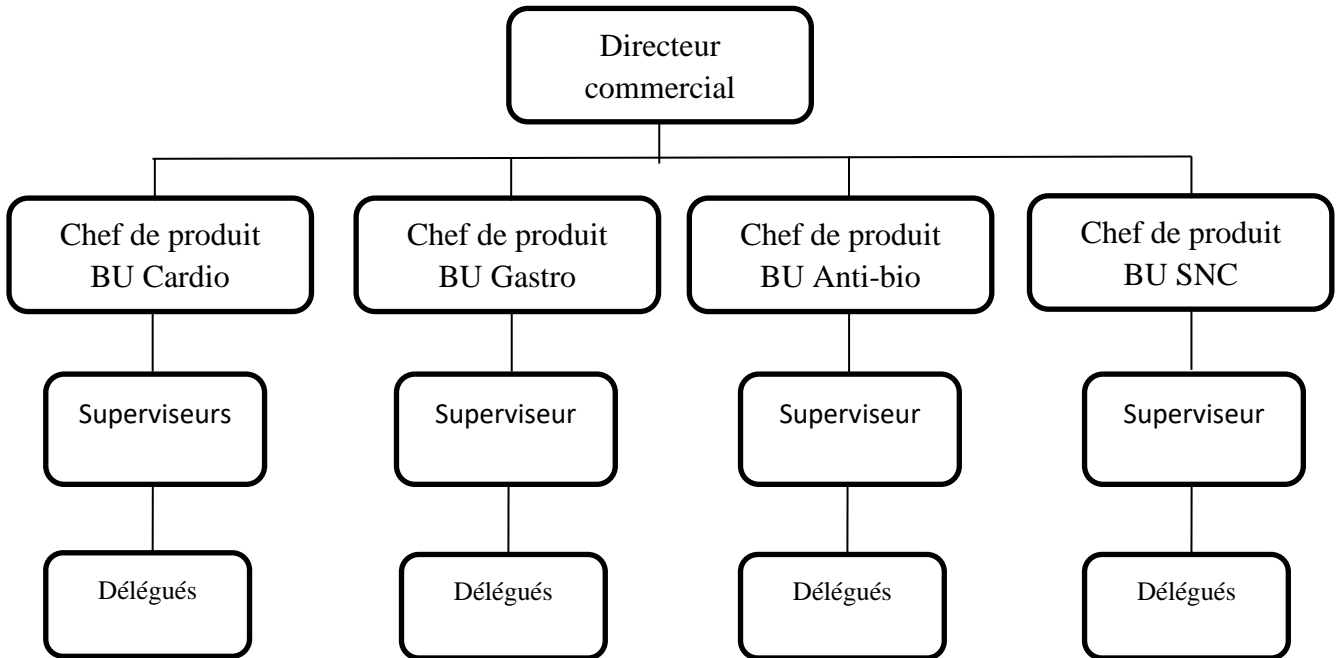 Directeur
commercial
Chef de produit
BU Cardio
Chef de produit
BU Gastro
Chef de produit
BU Anti-bio
Chef de produit
BU SNC
Superviseurs
Superviseur
Superviseur
Superviseur
Délégués
Délégués
Délégués
Délégués